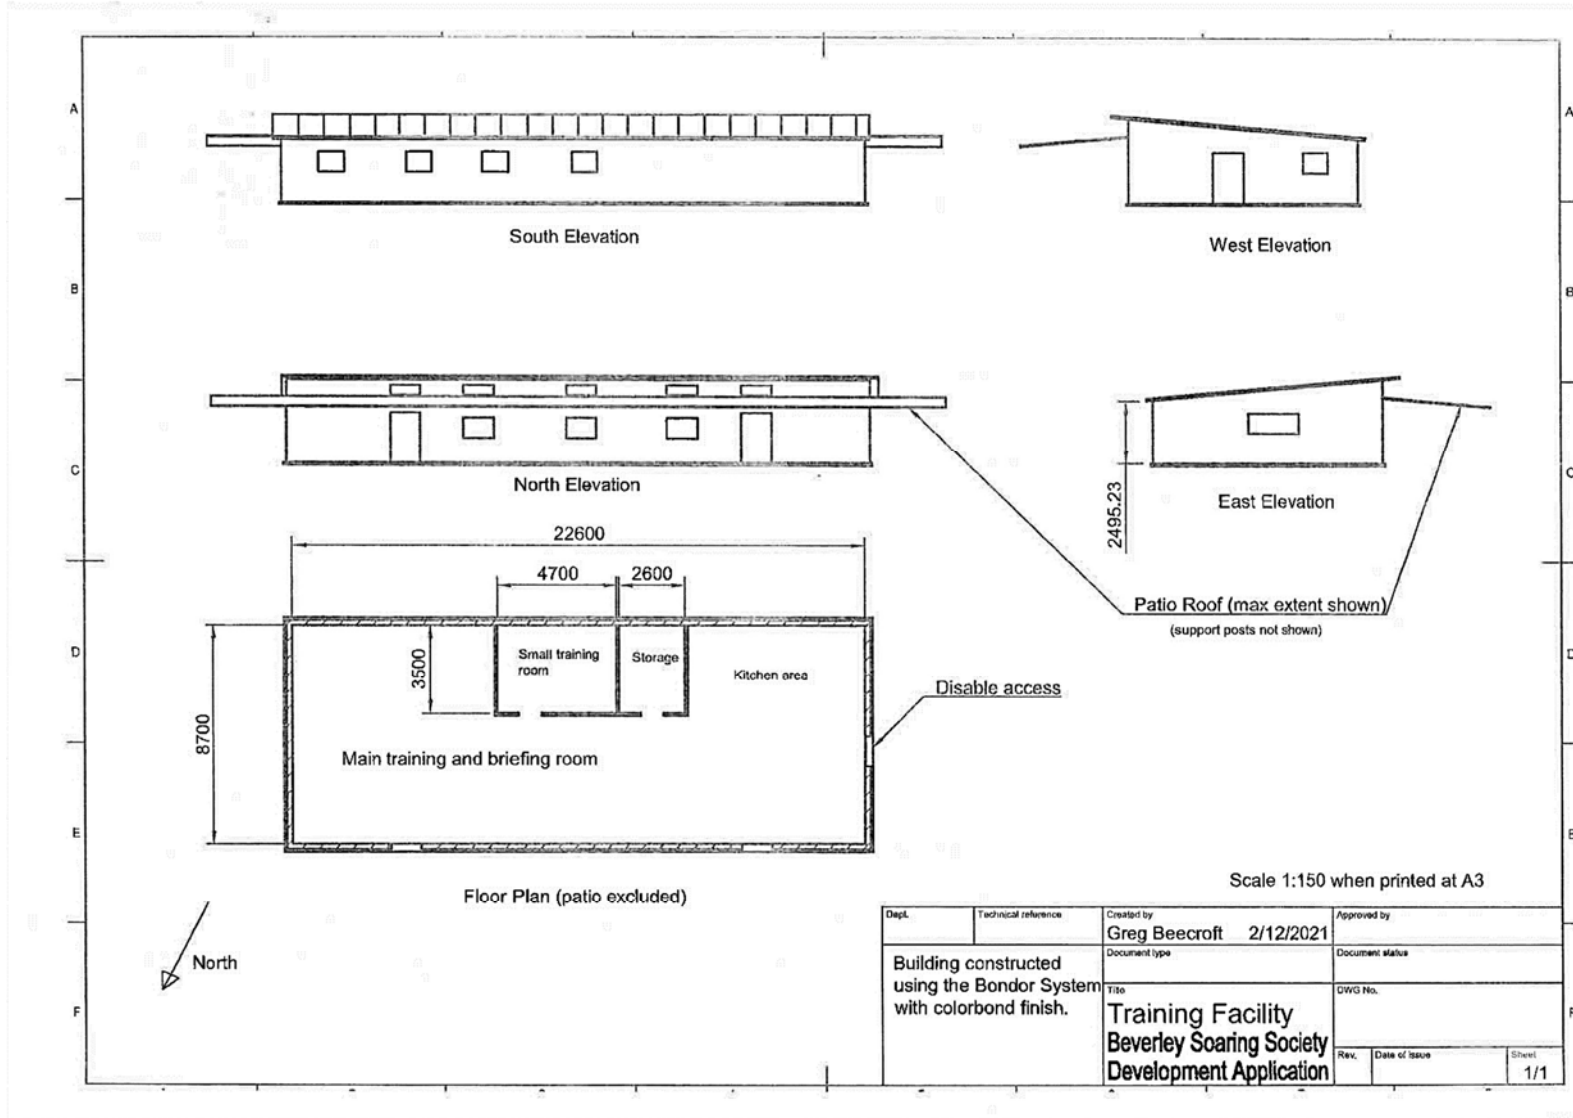 A
A
South Elevation
West Elevation
B
B
C
C
North Elevation
East Elevation
2495.23
22600
4700
2600
Patio Roof (max extent shown)
(support posts not shown)
D
D
3500
Small training
room
Storage
Kitchen area
Disable access
8700
Main training and briefing room
E
E
Floor Plan (patio excluded)
Scale 1:150 when printed at A3
North
F
F
Dept.
Technical reference
Created by
Greg Beecroft 2/12/2021
Approved by
Document type
Document status
Building constructed
using the Bondor System
with colorbond finish.
Title
Training Facility
Beverley Soaring Society
Development Application
DWG No.
Rev.
Date of issue
Sheet
1/1